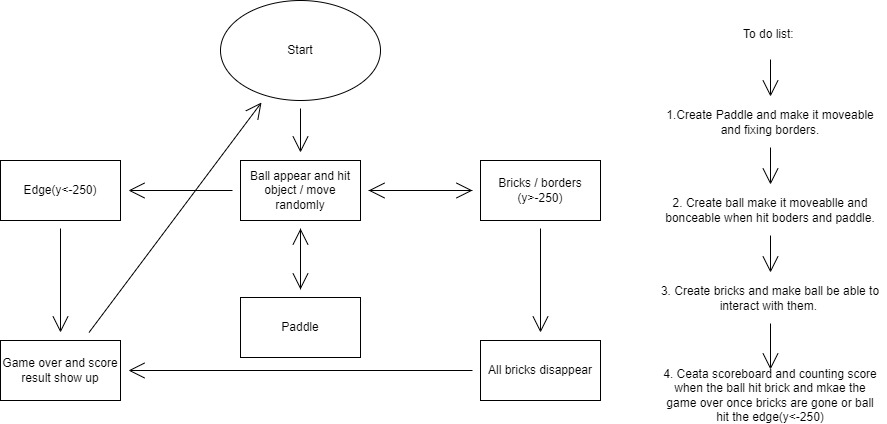 Start
Ball appear and hit
object / move
randomly
Edge(y<-250)
Bricks / borders
(y>-250)
Paddle
Game over and score
result show up
All bricks disappear
To do list:
1.Create Paddle and make it moveable
and fixing borders.
2. Create ball make it moveablle and
bonceable when hit boders and paddle.
3. Create bricks and make ball be able to
interact with them.
4. Ceata scoreboard and counting score
when the ball hit brick and mkae the
game over once bricks are gone or ball
hit the edge(y<-250)